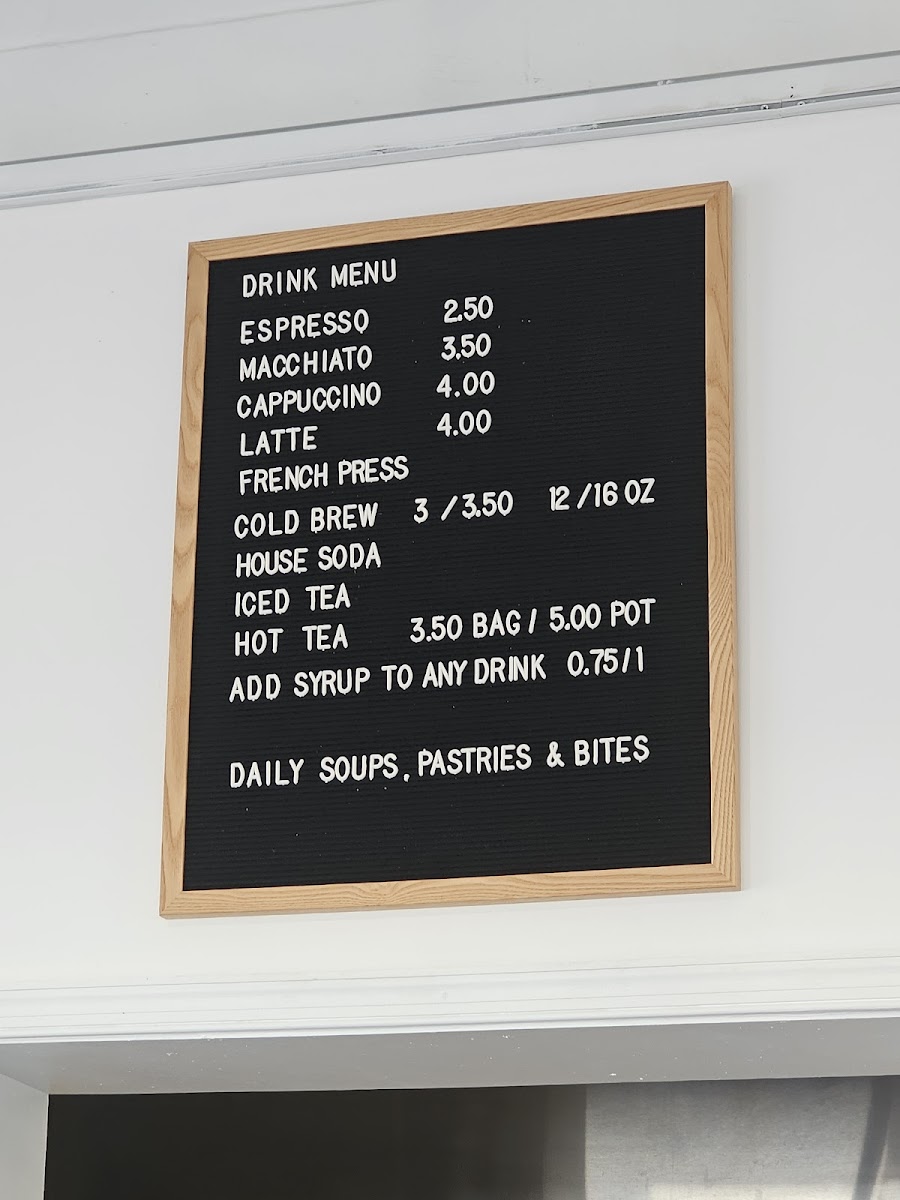 DRINK MENU
ESPRESSO 2.50
MACCHIATO 3.50
CAPPUCCINO 4.00
LATTE 4.00
FRENCH PRESS
COLD BREW 3 / 3.50 12 / 16 OZ
HOUSE SODA
ICED TEA
HOT TEA 3.50 BAG / 5.00 POT
ADD SYRUP TO ANY DRINK 0.75/1
DAILY SOUPS, PASTRIES & BITES